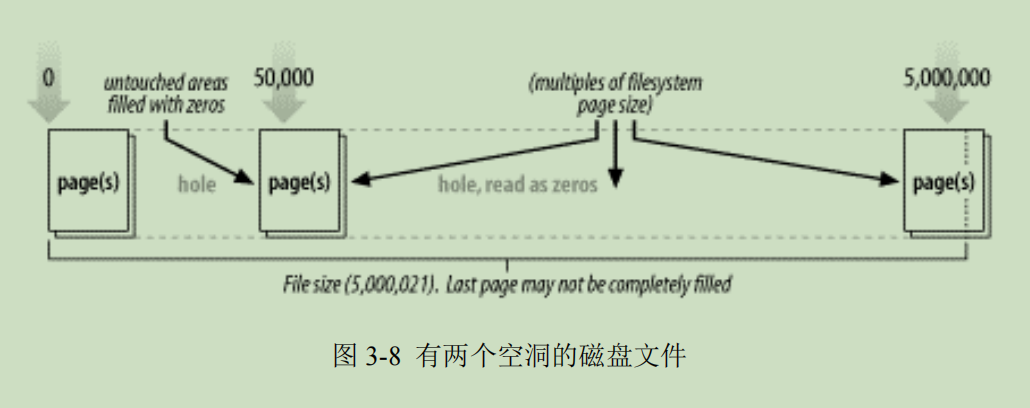 0
untouched areas
filled with zeros
50,000
(multiples of filesystem
page size)
5,000,000
page(s)
hole
page(s)
hole, read as zeros
page(s)
File size (5,000,021). Last page may not be completely filled
图 3-8 有两个空洞的磁盘文件